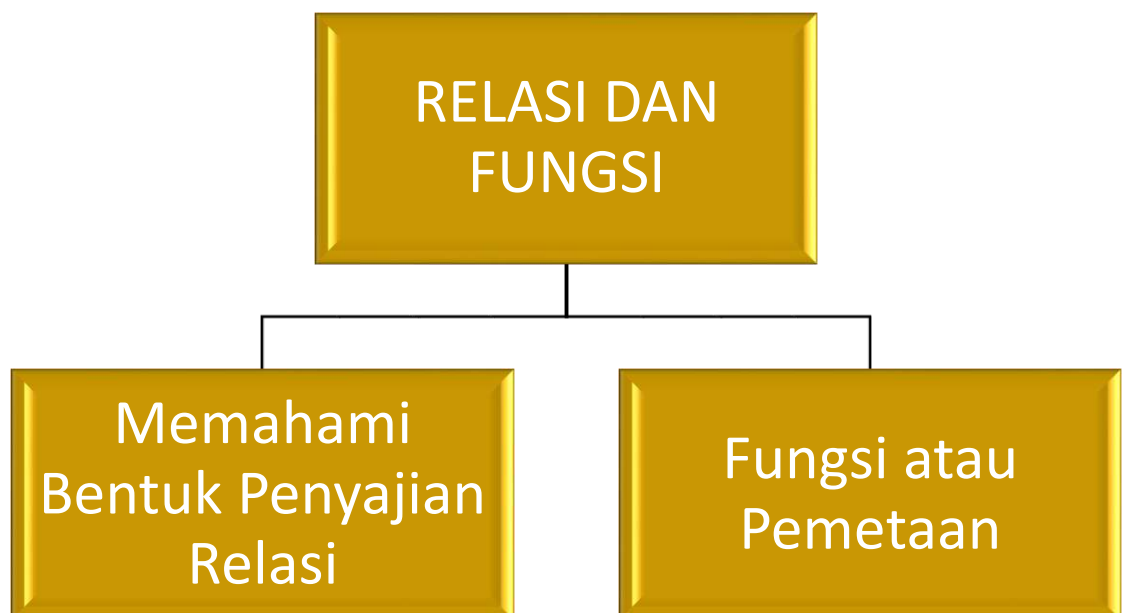 RELASI DAN
FUNGSI
Memahami
Bentuk Penyajian
Relasi
Fungsi atau
Pemetaan